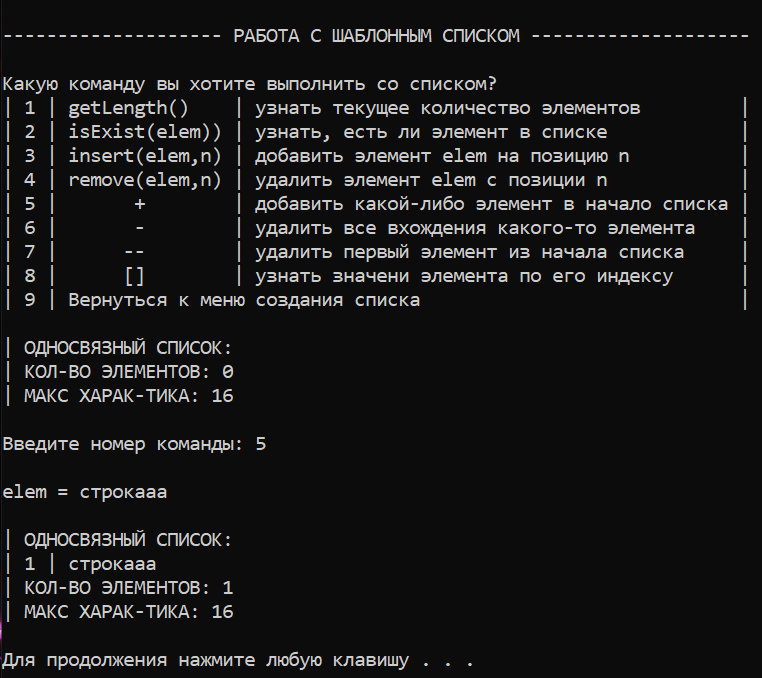 -------------------- РАБОТА С ШАБЛОННЫМ СПИСКОМ --------------------
Какую команду вы хотите выполнить со списком?
| 1 | getLength()    | узнать текущее количество элементов         |
| 2 | isExist(elem)) | узнать, есть ли элемент в списке            |
| 3 | insert(elem,n) | добавить элемент elem на позицию n          |
| 4 | remove(elem,n) | удалить элемент elem с позиции n            |
| 5 |       +        | добавить какой-либо элемент в начало списка |
| 6 |       -        | удалить все вхождения какого-то элемента    |
| 7 |      --        | удалить первый элемент из начала списка     |
| 8 |      []        | узнать значени элемента по его индексу      |
| 9 | Вернуться к меню создания списка                             |
| ОДНОСВЯЗНЫЙ СПИСОК:
| КОЛ-ВО ЭЛЕМЕНТОВ: 0
| МАКС ХАРАК-ТИКА: 16
Введите номер команды: 5
elem = строкааа
| ОДНОСВЯЗНЫЙ СПИСОК:
| 1 | строкааа
| КОЛ-ВО ЭЛЕМЕНТОВ: 1
| МАКС ХАРАК-ТИКА: 16
Для продолжения нажмите любую клавишу . . .